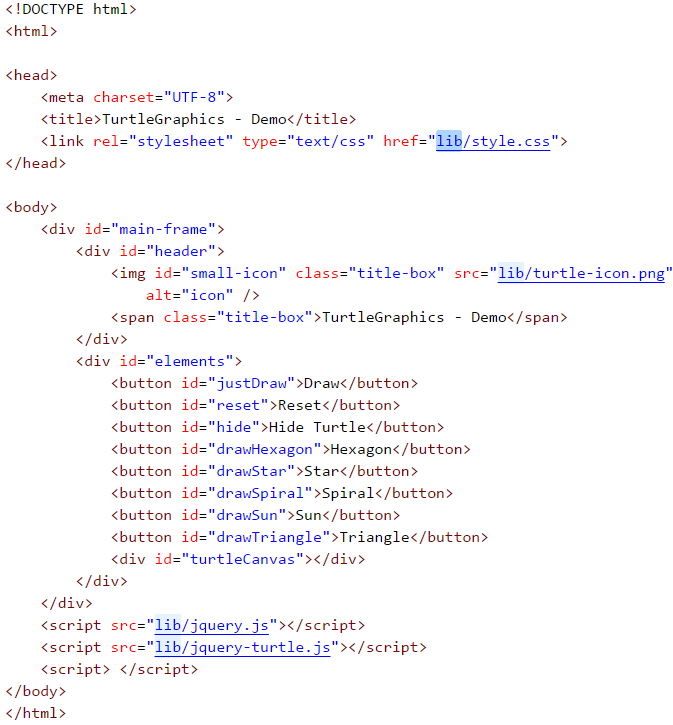 <!DOCTYPE html>
<html>
<head>
    <meta charset="UTF-8">
    <title>TurtleGraphics - Demo</title>
    <link rel="stylesheet" type="text/css" href="lib/style.css">
</head>
<body>
    <div id="main-frame">
        <div id="header">
            <img id="small-icon" class="title-box" src="lib/turtle-icon.png"
                alt="icon" />
            <span class="title-box">TurtleGraphics - Demo</span>
        </div>
        <div id="elements">
            <button id="justDraw">Draw</button>
            <button id="reset">Reset</button>
            <button id="hide">Hide Turtle</button>
            <button id="drawHexagon">Hexagon</button>
            <button id="drawStar">Star</button>
            <button id="drawSpiral">Spiral</button>
            <button id="drawSun">Sun</button>
            <button id="drawTriangle">Triangle</button>
            <div id="turtleCanvas"></div>
        </div>
    </div>
    <script src="lib/jquery.js"></script>
    <script src="lib/jquery-turtle.js"></script>
    <script> </script>
</body>
</html>